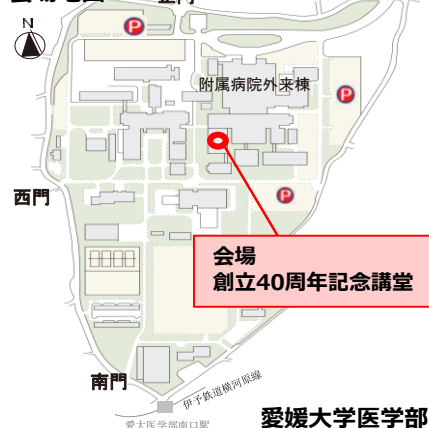 N
P
附属病院外来棟
P
西門
P
会場
創立40周年記念講堂
南門
伊予鉄道横河原線
愛大医学部南口駅
愛媛大学医学部